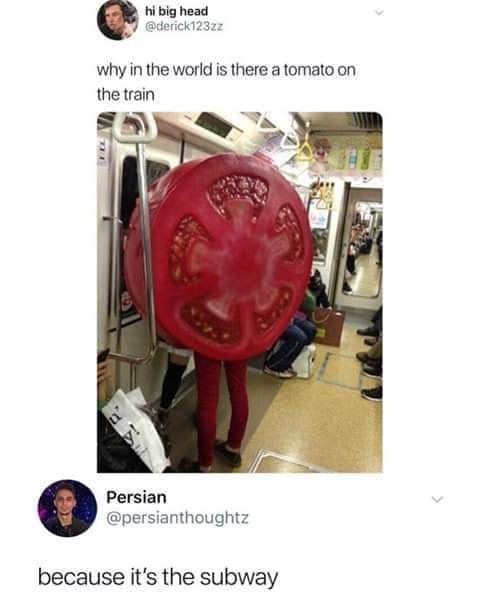 hi big head
@derick123zz
why in the world is there a tomato on
the train
Persian
@persianthoughtz
because it's the subway